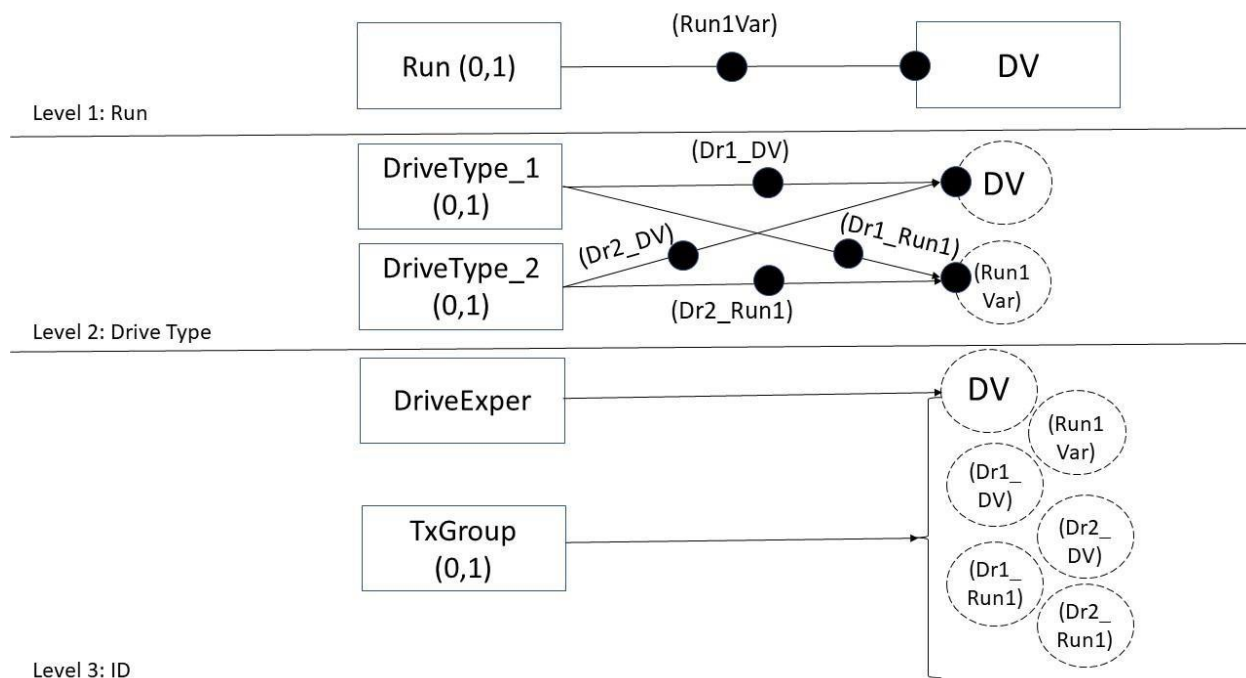 (Run1Var)
Run (0,1)
DV
Level 1: Run
DriveType_1
(0,1)
(Dr1_DV)
DV
(Dr2_DV)
(Dr1_Run1)
DriveType_2
(0,1)
(Run1
Var)
(Dr2_Run1)
Level 2: Drive Type
DriveExper
DV
(Run1
Var)
(Dr1_
DV)
TxGroup
(0,1)
(Dr2_
DV)
(Dr1_
Run1)
(Dr2_
Run1)
Level 3: ID